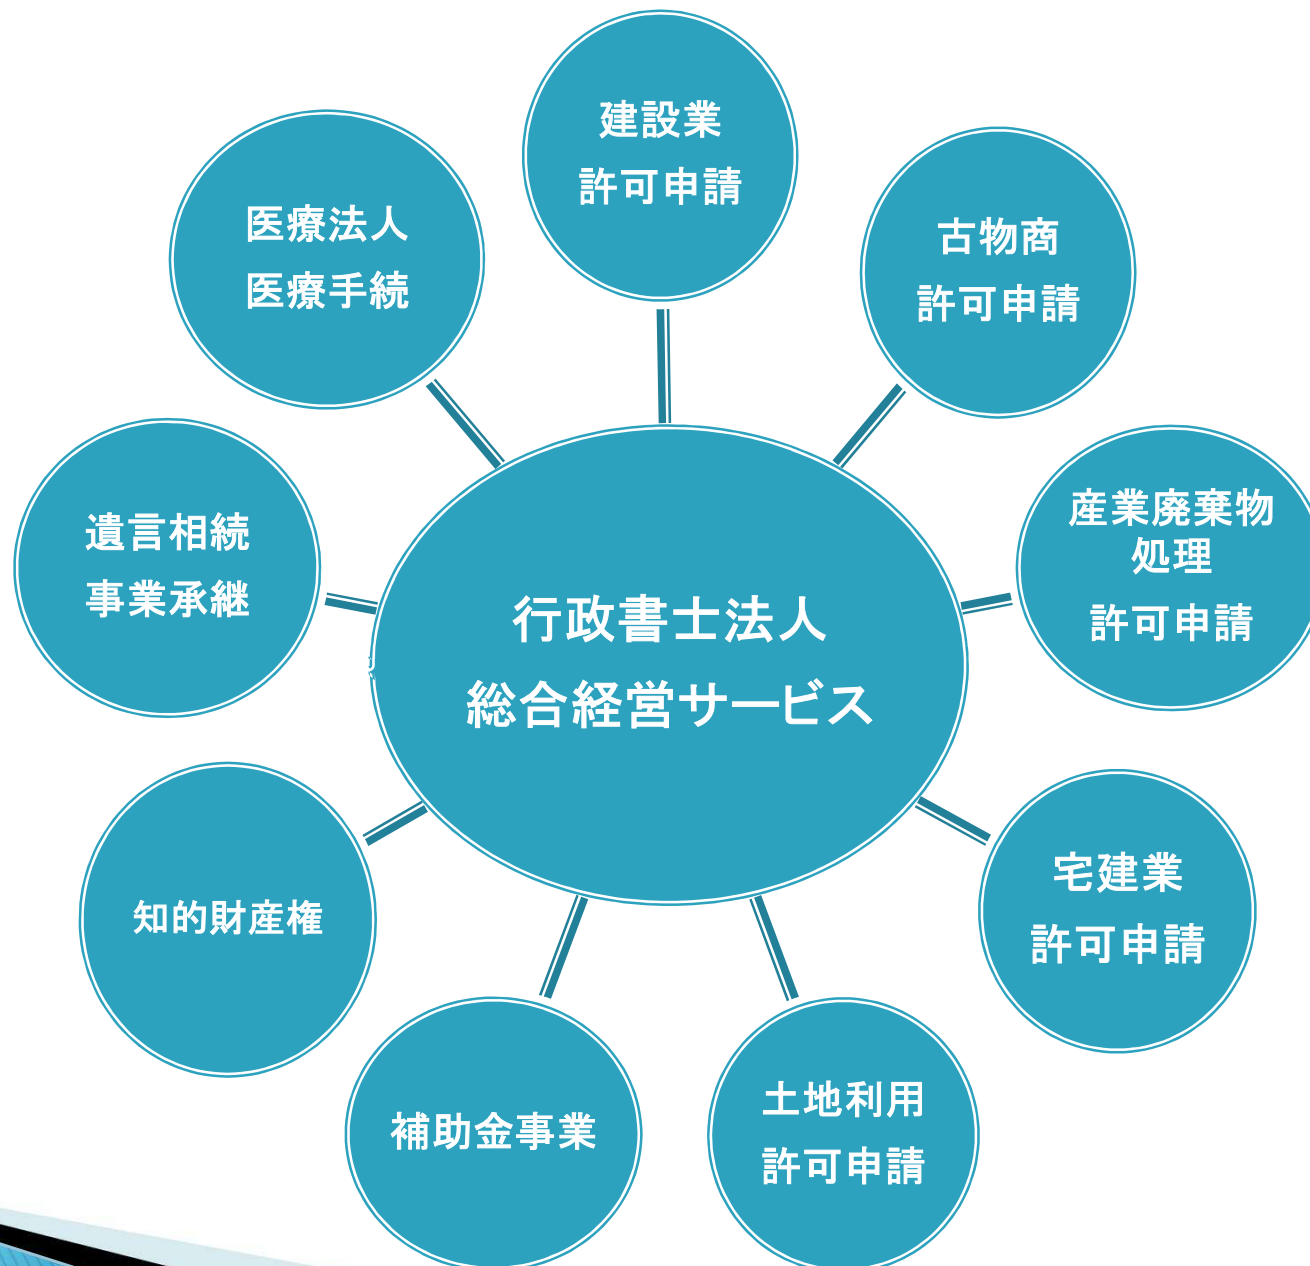 建設業
許可申請
古物商
許可申請
産業廃棄物
処理
許可申請
宅建業
許可申請
土地利用
許可申請
補助金事業
知的財産権
遺言相続
事業承継
医療法人
医療手続
行政書士法人
総合経営サービス